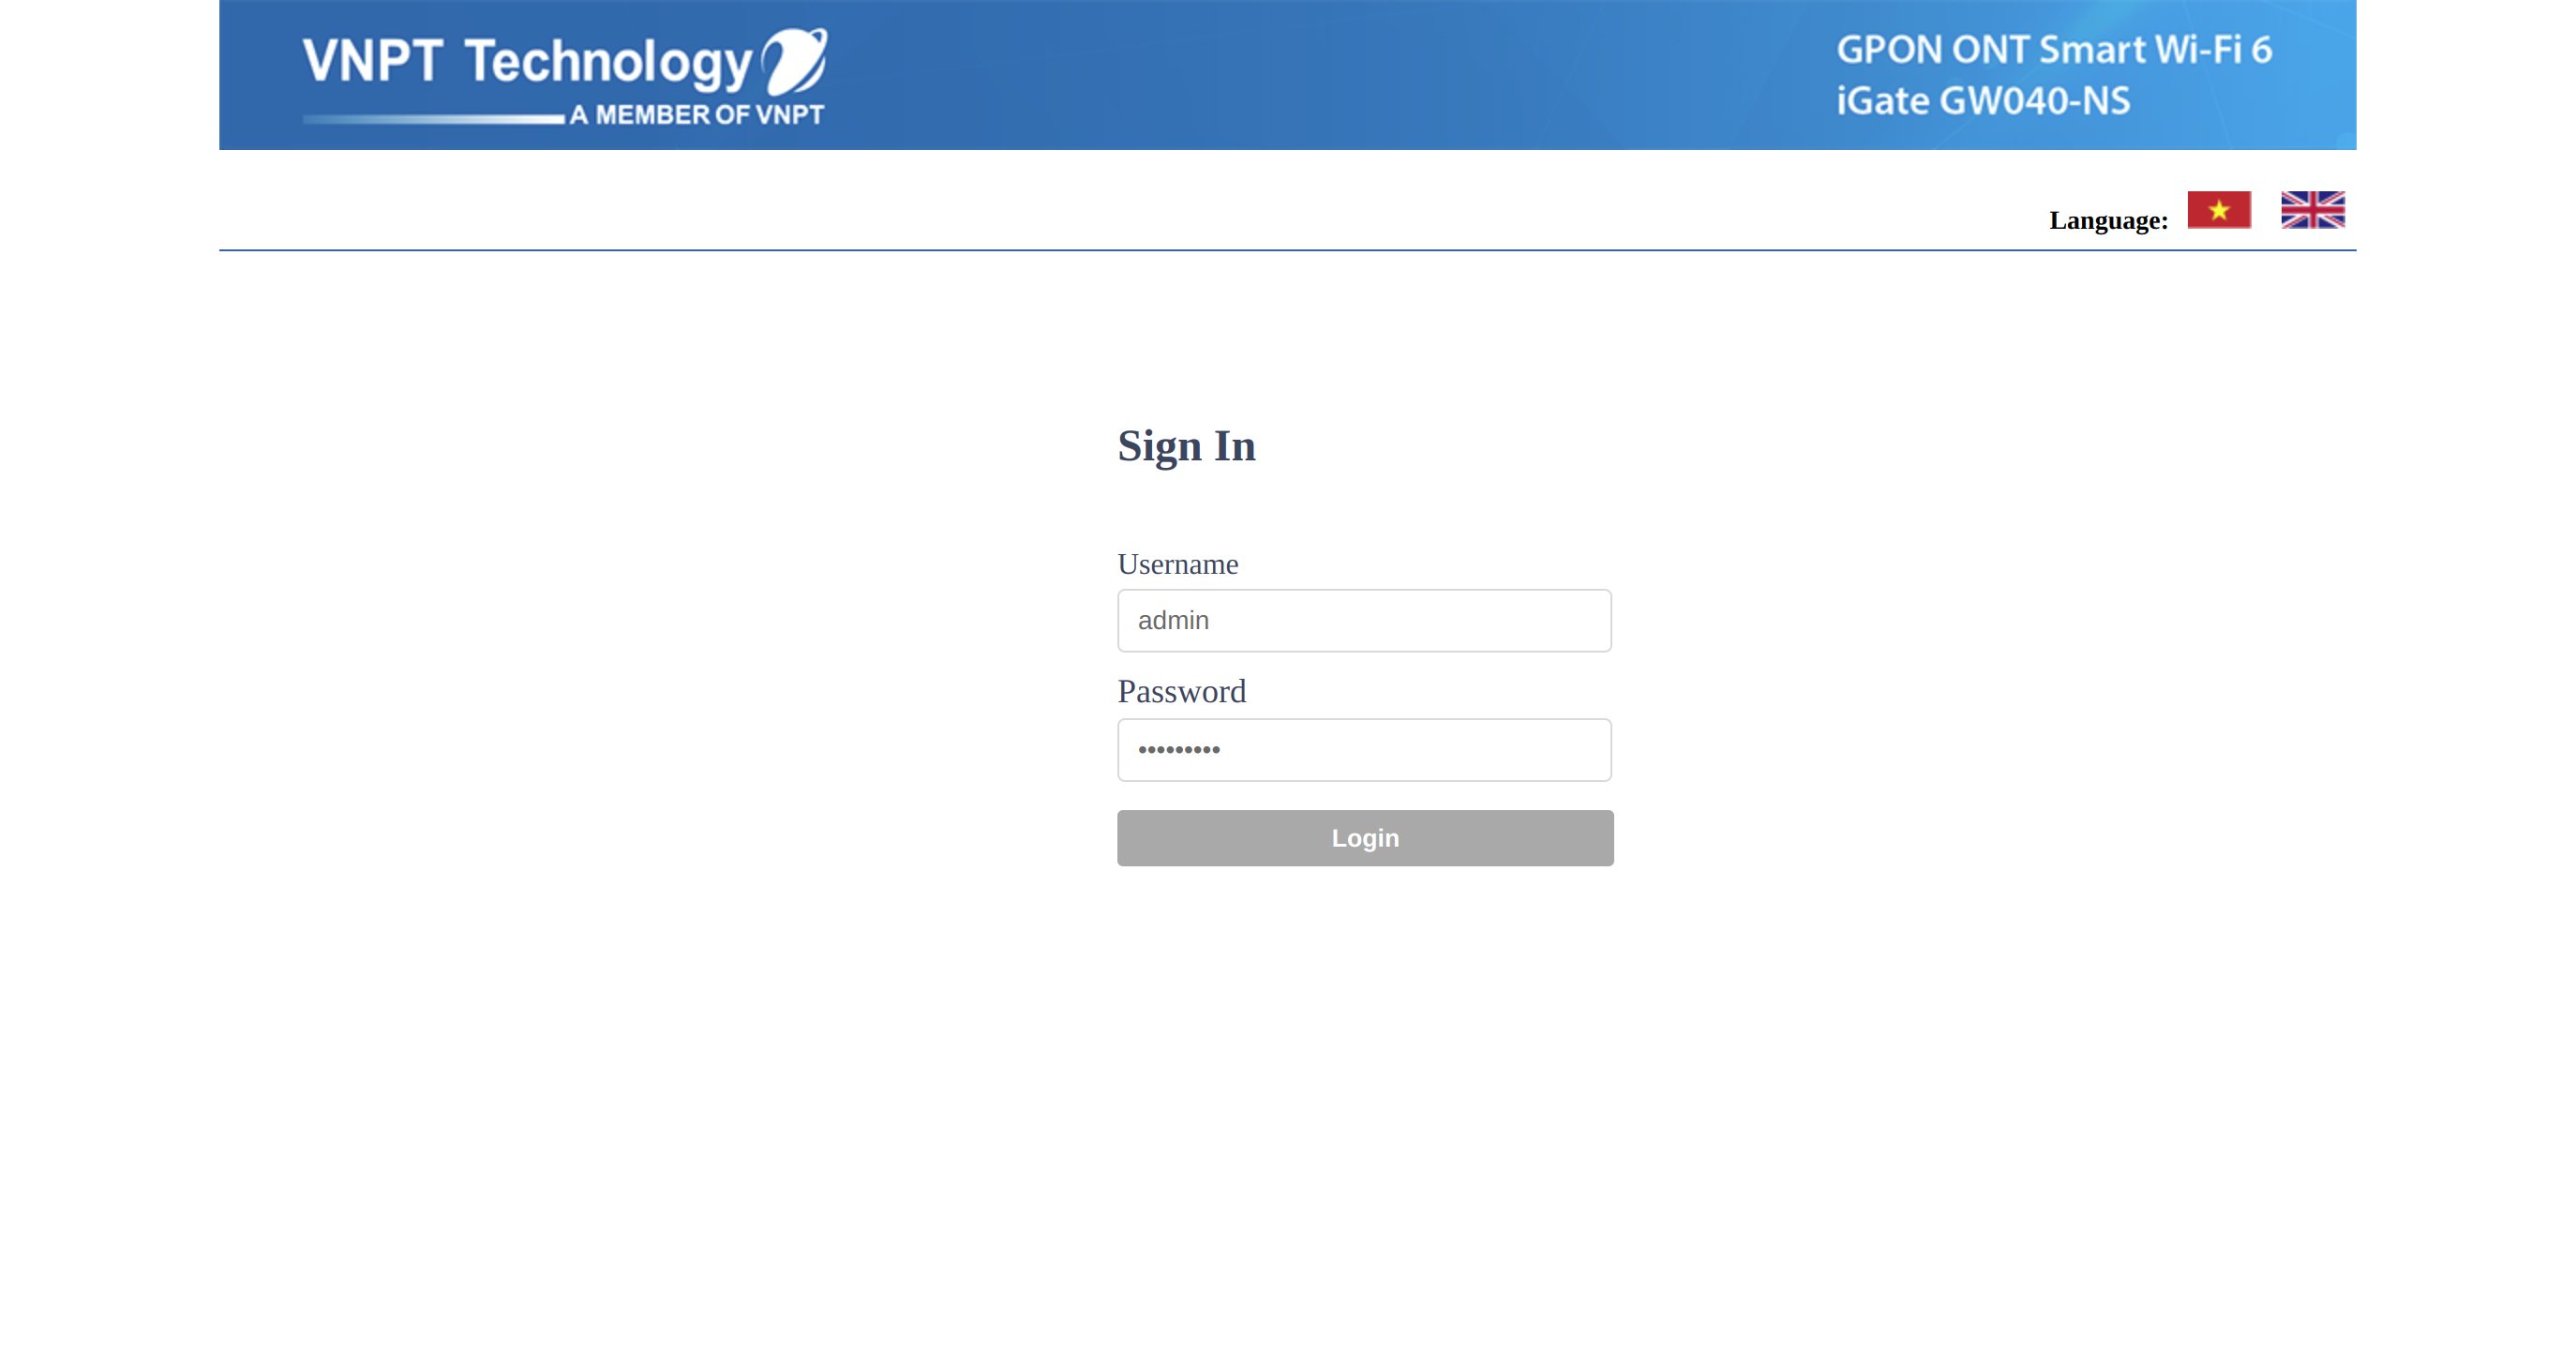 VNPT Technology
A MEMBER OF VNPT
GPON ONT Smart Wi-Fi 6
iGate GW040-NS
Language:
Sign In
Username
admin
Password
•••••••••
Login